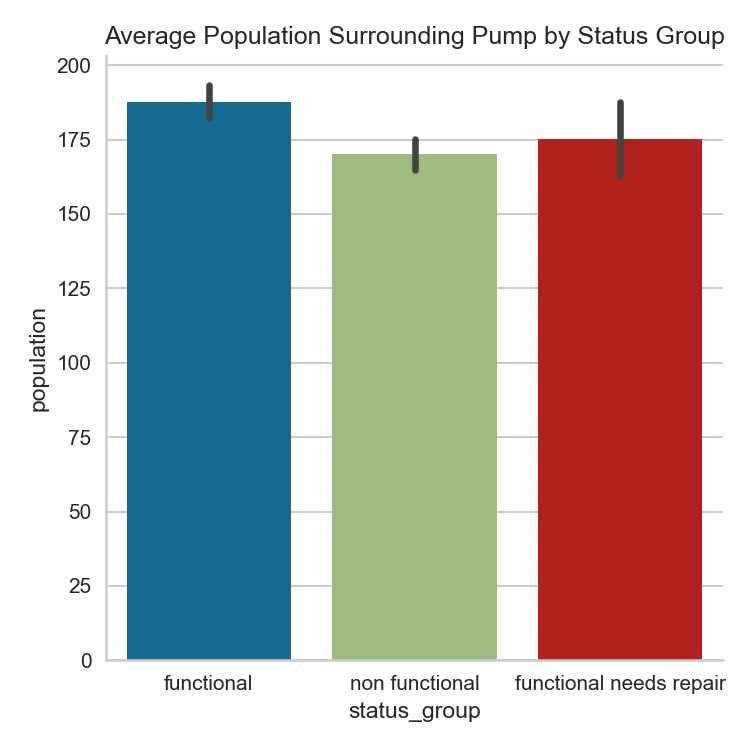 Average Population Surrounding Pump by Status Group
200
175
150
125
100
75
50
25
0
population
functional
non functional
functional needs repair
status_group